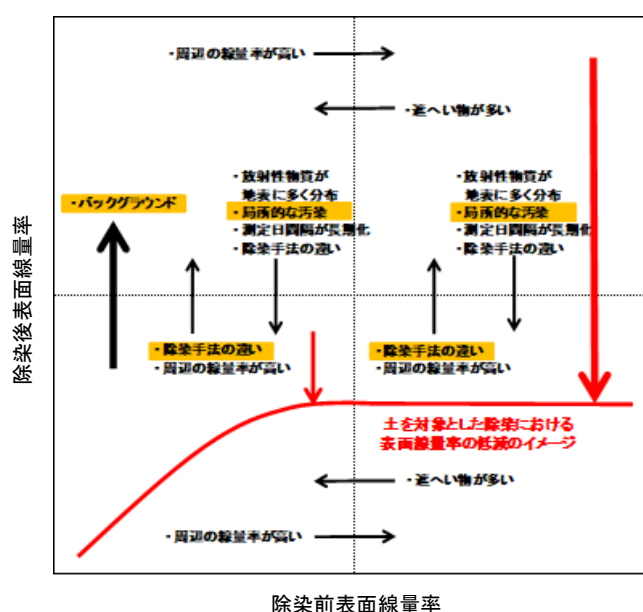 ・周辺の線量率が高い
・遮へい物が多い
・放射性物質が
地表に多く分布
・局所的な汚染
・測定日間隔が長期化
・除染手法の違い
・放射性物質が
地表に多く分布
・局所的な汚染
・測定日間隔が長期化
・除染手法の違い
・バックグラウンド
除染後表面線量率
・除染手法の違い
・周辺の線量率が高い
・除染手法の違い
・周辺の線量率が高い
土を対象とした除染における
表面線量率の低減のイメージ
・遮へい物が多い
・周辺の線量率が高い
除染前表面線量率